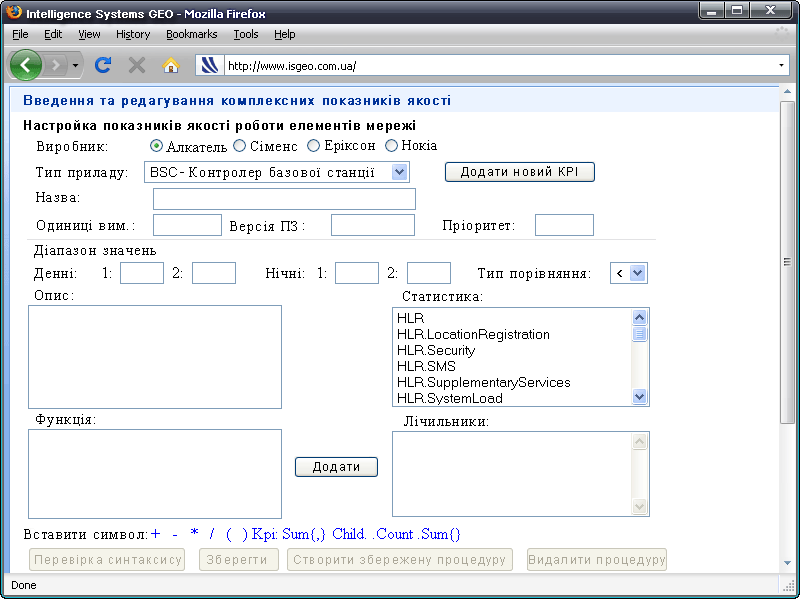 Intelligence Systems GEO - Mozilla Firefox
File Edit View History Bookmarks Tools Help
http://www.isgeo.com.ua/
Введення та редагування комплексних показників якості
Настройка показників якості роботи елементів мережі
Виробник: Алкатель Сіменс Еріксон Нокіа
Тип приладу: BSC- Контролер базової станції Додати новий KPI
Назва:
Одиниці вим.: Версія ПЗ : Пріоритет:
Діапазон значень
Денні: 1: 2: Нічні: 1: 2: Тип порівняння: <
Опис: Статистика:
HLR
HLR.LocationRegistration
HLR.Security
HLR.SMS
HLR.SupplementaryServices
HLR.SystemLoad
Функція: Лічильники:
Додати
Вставити символ: + - * / ( ) Kpi: Sum{,} Child. .Count .Sum{}
Перевірка синтаксису Зберегти Створити збережену процедуру Видалити процедуру
Done